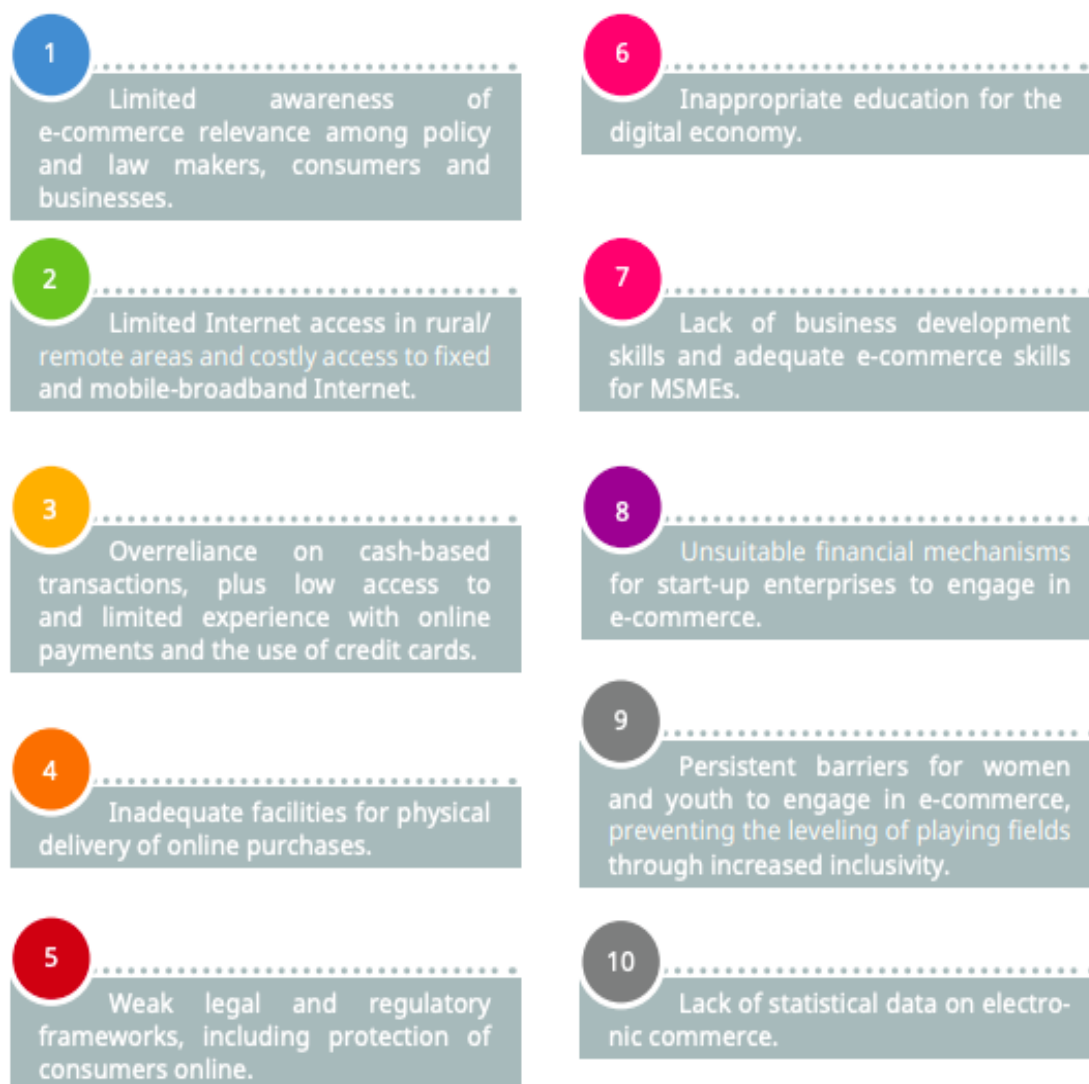 1
Limited awareness of
e-commerce relevance among policy
and law makers, consumers and
businesses.
2
Limited Internet access in rural/
remote areas and costly access to fixed
and mobile-broadband Internet.
3
Overreliance on cash-based
transactions, plus low access to
and limited experience with online
payments and the use of credit cards.
4
Inadequate facilities for physical
delivery of online purchases.
5
Weak legal and regulatory
frameworks, including protection of
consumers online.
6
Inappropriate education for the
digital economy.
7
Lack of business development
skills and adequate e-commerce skills
for MSMEs.
8
Unsuitable financial mechanisms
for start-up enterprises to engage in
e-commerce.
9
Persistent barriers for women
and youth to engage in e-commerce,
preventing the leveling of playing fields
through increased inclusivity.
10
Lack of statistical data on electro-
nic commerce.